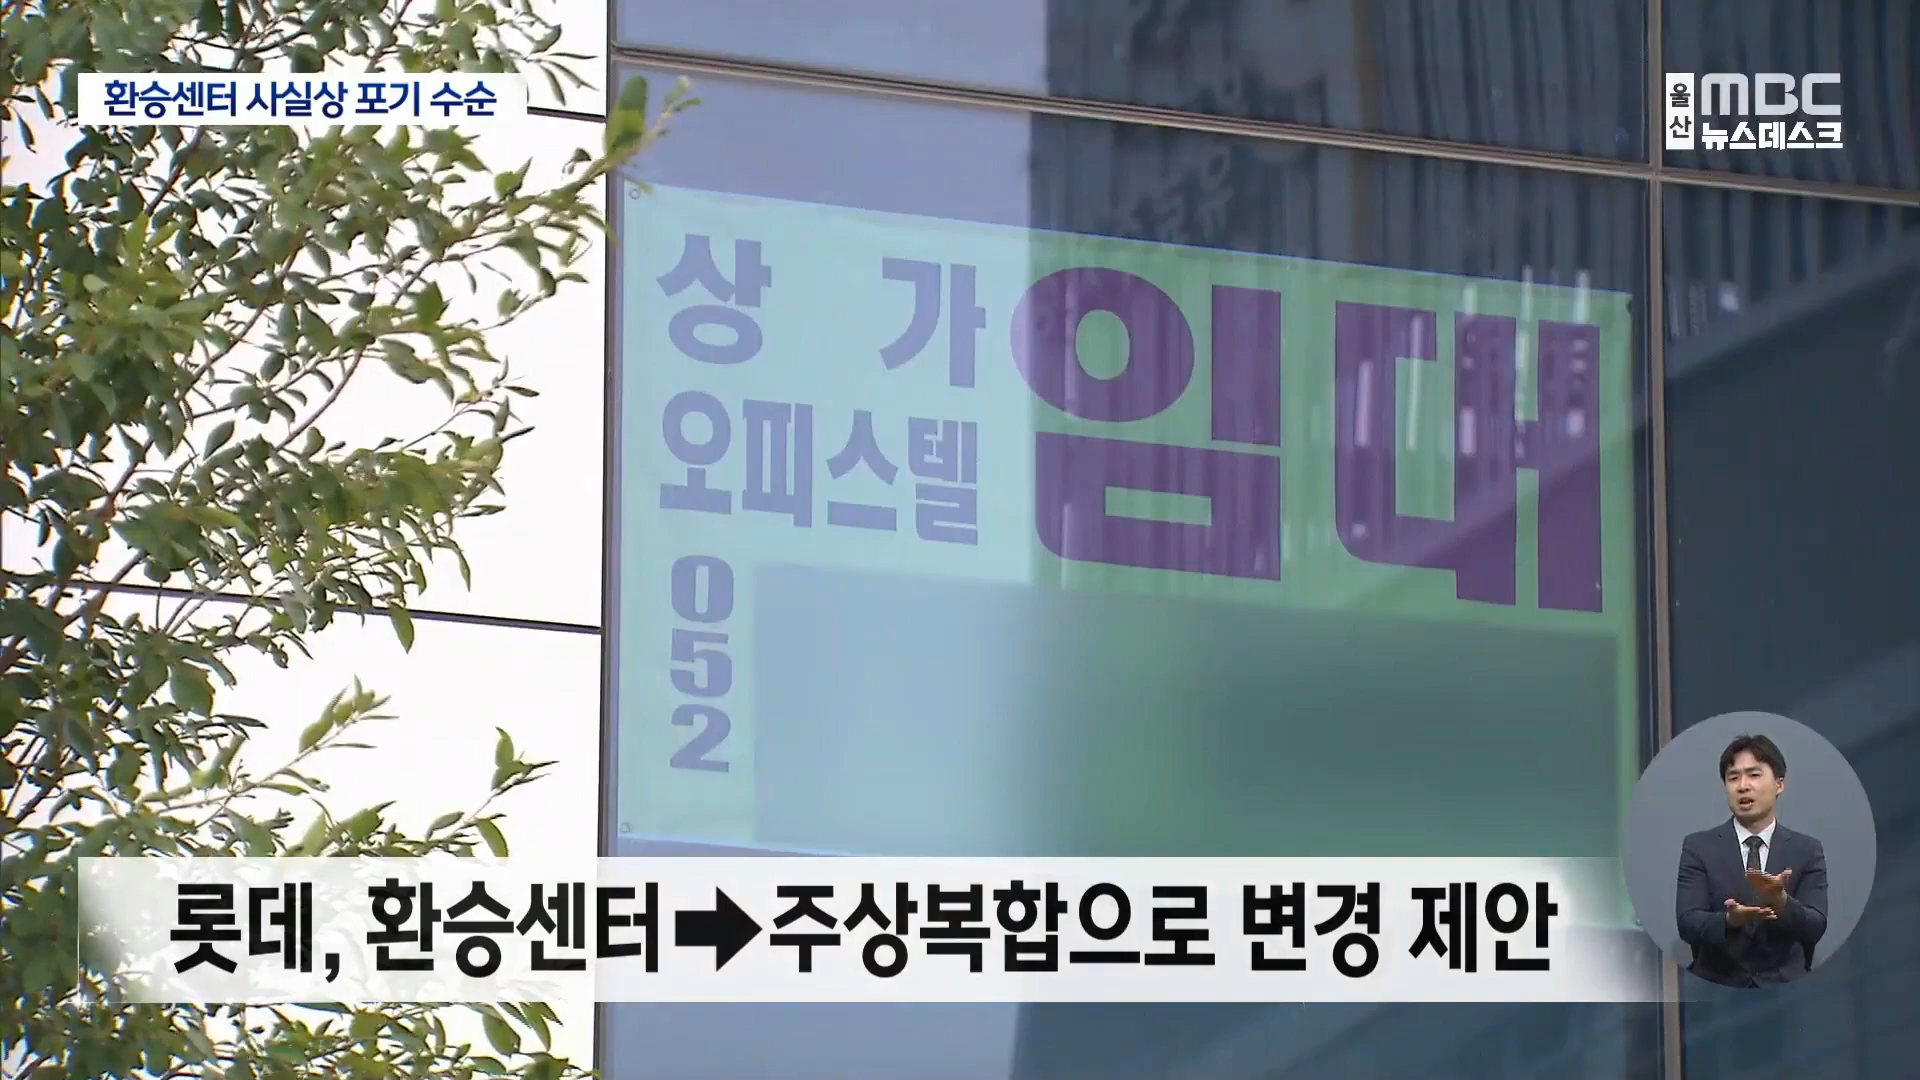 환승센터 사실상 포기 수순
울산
MBC
뉴스데스크
상가
오피스텔
임대
052
롯데, 환승센터➡주상복합으로 변경 제안